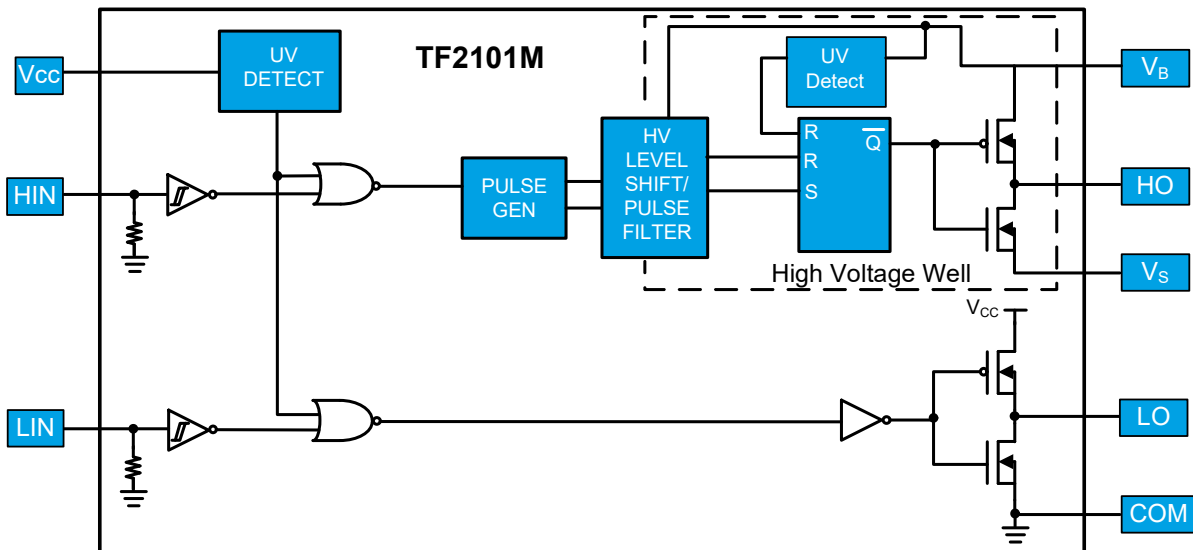 TF2101M
Vcc
UV
DETECT
UV
Detect
VB
HIN
PULSE
GEN
HV
LEVEL
SHIFT/
PULSE
FILTER
R
R
S
Q̅
HO
High Voltage Well
VS
VCC
LIN
LO
COM